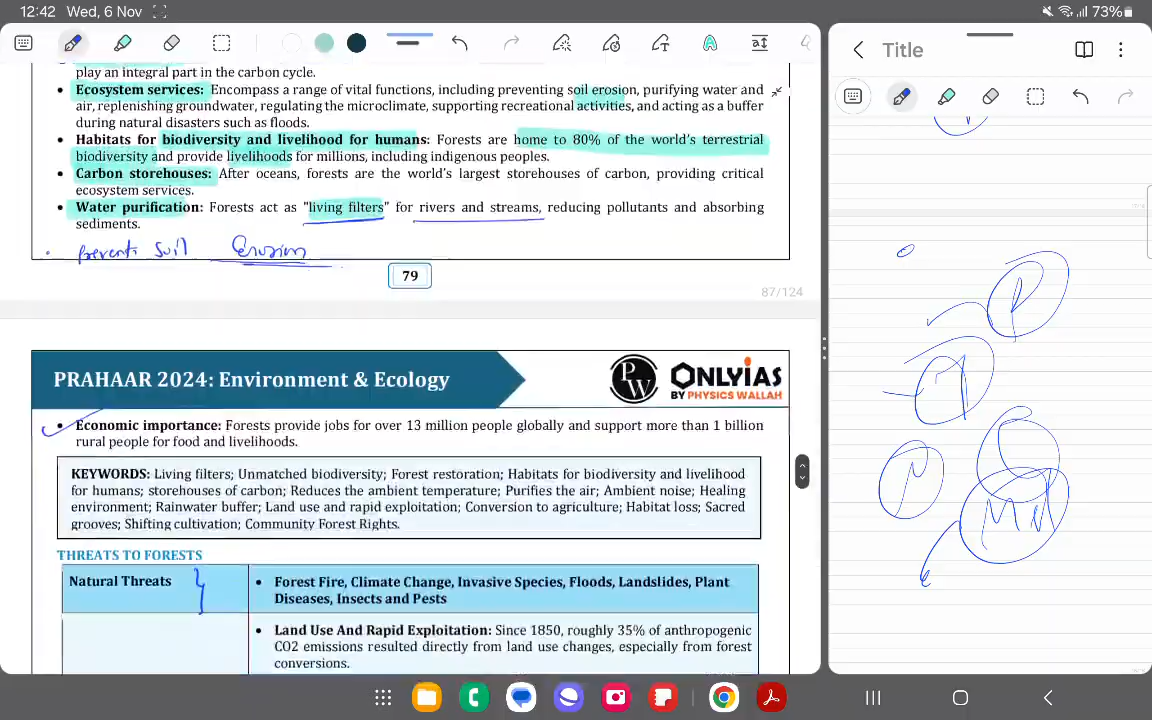 12:42 Wed, 6 Nov
73%
Title
play an integral part in the carbon cycle.
• Ecosystem services: Encompass a range of vital functions, including preventing soil erosion, purifying water and
air, replenishing groundwater, regulating the microclimate, supporting recreational activities, and acting as a buffer
during natural disasters such as floods.
• Habitats for biodiversity and livelihood for humans: Forests are home to 80% of the world's terrestrial
biodiversity and provide livelihoods for millions, including indigenous people.
• Carbon storehouses: After oceans, forests are the world's largest storehouses of carbon, providing critical
ecosystem services.
• Water purification: Forests act as "living filters" for rivers and streams, reducing pollutants and absorbing
sediments.
• prevents soil Erosion
79
87/124
PRAHAAR 2024: Environment & Ecology
PW ONLYIAS
BY PHYSICS WALLAH
• Economic importance: Forests provide jobs for over 13 million people globally and support more than 1 billion
rural people for food and livelihoods.
KEYWORDS: Living filters; Unmatched biodiversity; Forest restoration; Habitats for biodiversity and livelihood
for humans; storehouses of carbon; Reduces the ambient temperature; Purifies the air; Ambient noise; Healing
environment; Rainwater buffer; Land use and rapid exploitation; Conversion to agriculture; Habitat loss; Sacred
grooves; Shifting cultivation; Community Forest Rights.
THREATS TO FORESTS
Natural Threats
• Forest Fire, Climate Change, Invasive Species, Floods, Landslides, Plant
Diseases, Insects and Pests
• Land Use And Rapid Exploitation: Since 1850, roughly 35% of anthropogenic
CO2 emissions resulted directly from land use changes, especially from forest
conversions.
P